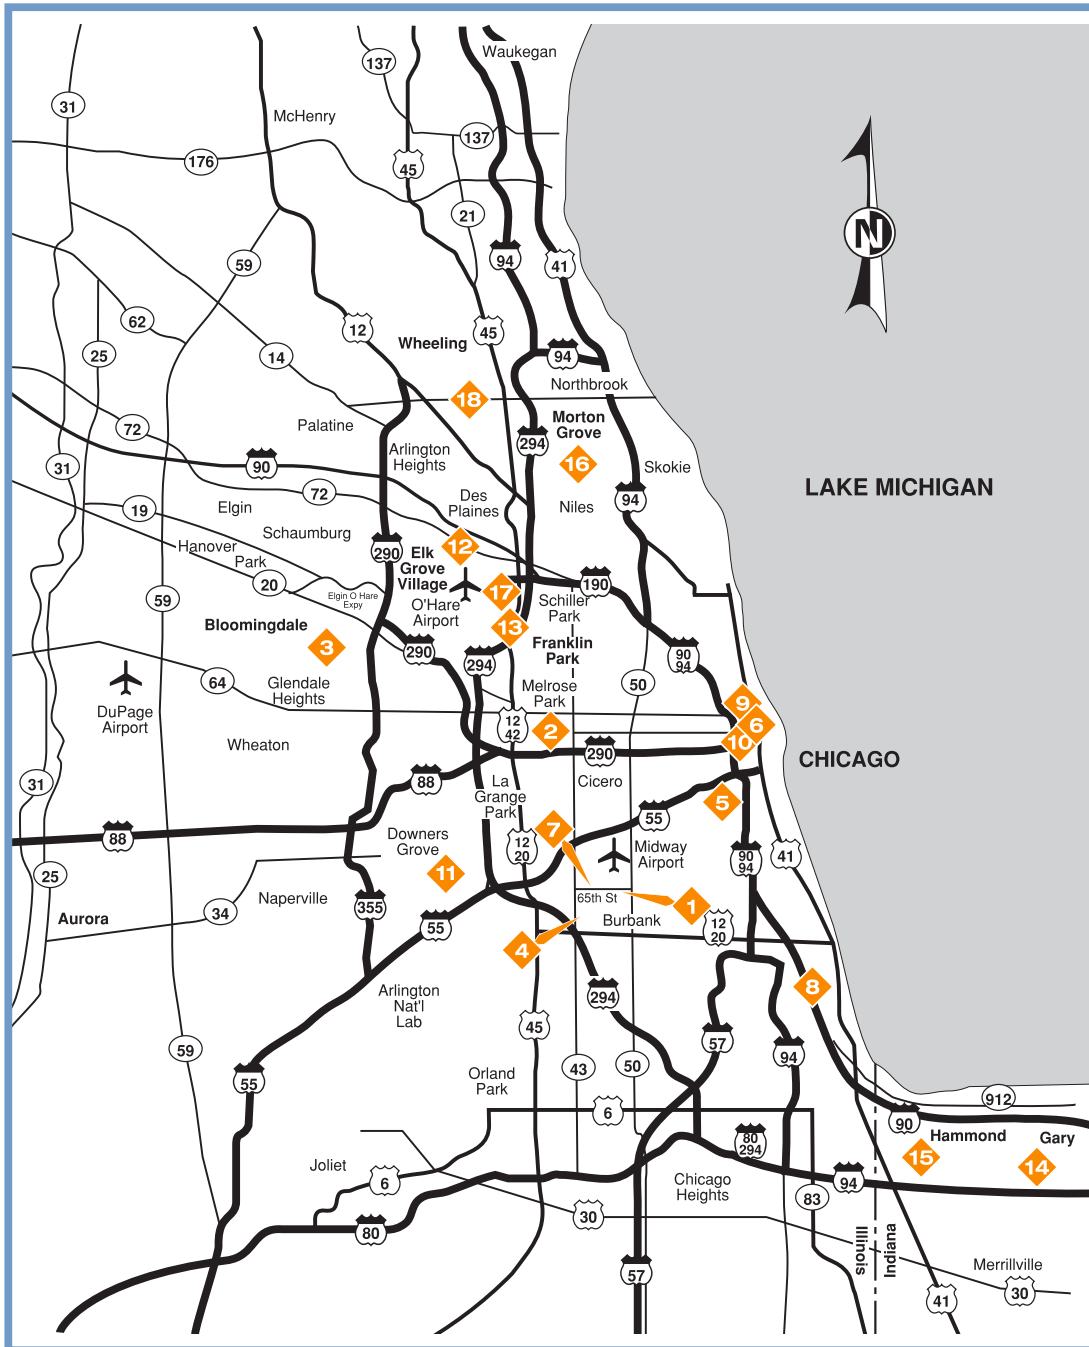 Waukegan
137
31
McHenry
137
176
45
21
N
59
94
41
62
12
45
Wheeling
25
14
94
Northbrook
18
72
Palatine
Morton
Grove
294
Arlington
Heights
16
31
90
Skokie
LAKE MICHIGAN
72
94
Des
Plaines
Niles
19
Elgin
Schaumburg
Hanover
Park
290
12
Elk
Grove
Village
20
190
17
59
Elgin O Hare
Expy
O'Hare
Airport
Schiller
Park
Bloomingdale
13
3
290
Franklin
Park
294
90
94
64
Glendale
Heights
50
Melrose
Park
DuPage
Airport
9
12
42
2
6
Wheaton
10
290
CHICAGO
31
88
La
Grange
Park
Cicero
5
55
88
Downers
Grove
7
12
20
Midway
Airport
90
94
41
25
11
Naperville
65th St
1
Aurora
34
355
55
Burbank
12
20
4
Arlington
Nat'l
Lab
294
8
45
57
59
94
55
Orland
Park
43
50
912
6
90
80
294
Hammond
Gary
15
14
Joliet
6
Chicago
Heights
94
83
30
80
Illinois
Indiana
57
Merrillville
41
30